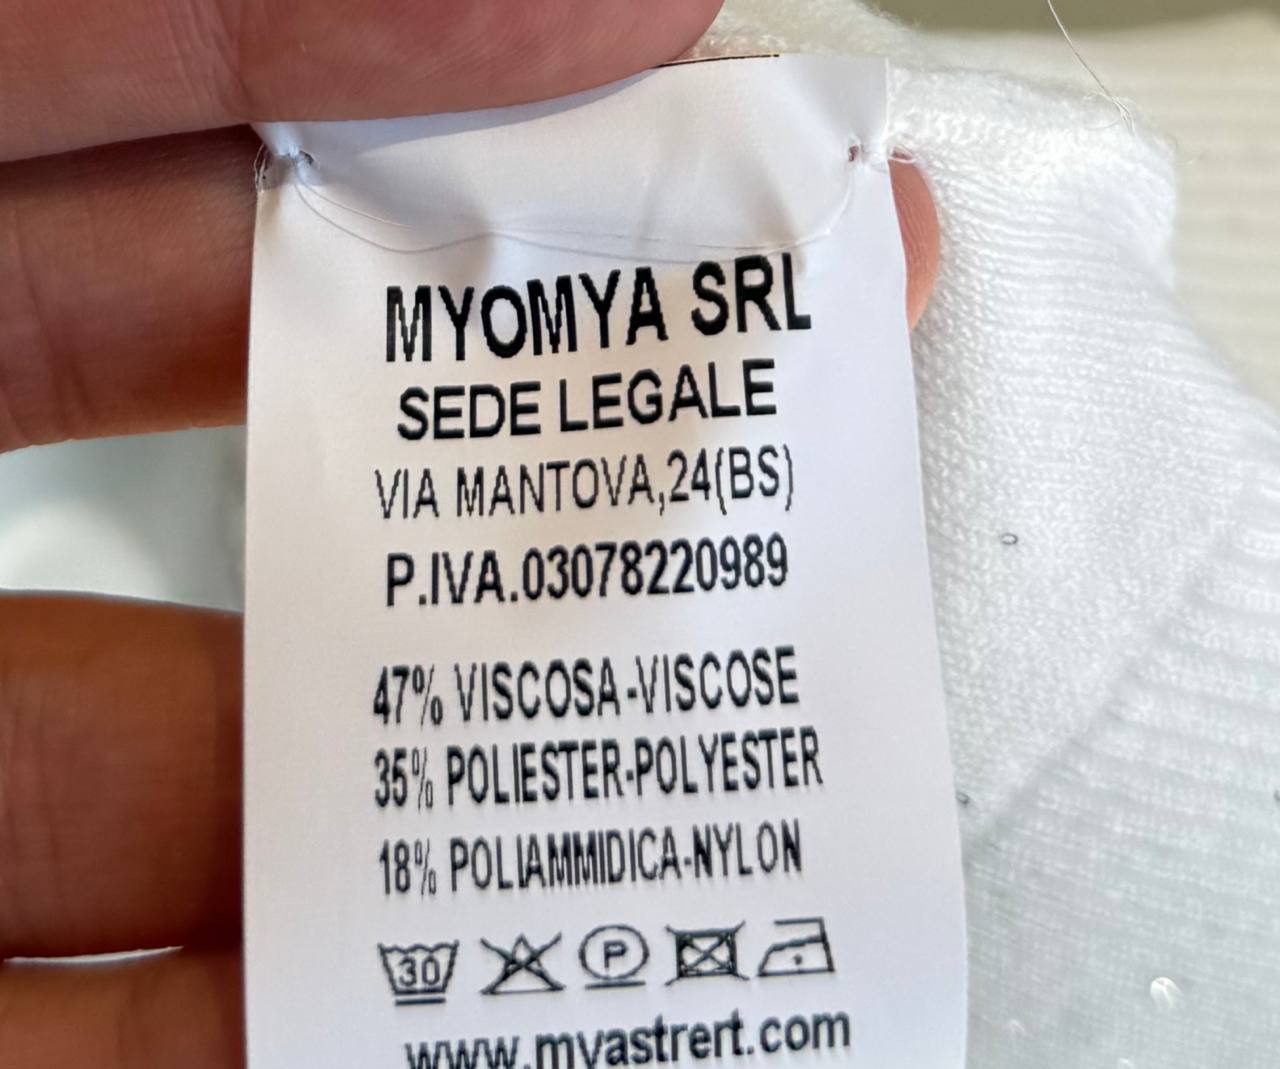 MYOMYA SRL
SEDE LEGALE
VIA MANTOVA,24(BS)
P.IVA.03078220989
47% VISCOSA-VISCOSE
35% POLIESTER-POLYESTER
18% POLIAMMIDICA-NYLON
30 P
www.myastrert.com